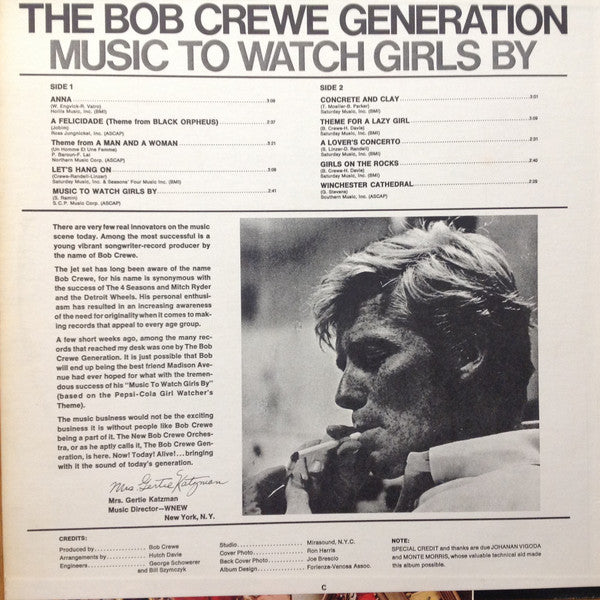 THE BOB CREWE GENERATION
MUSIC TO WATCH GIRLS BY
SIDE 1
ANNA 3:09
(W. Engvick-R. Vatro)
Hollis Music, Inc. (BMI)
A FELICIDADE (Theme from BLACK ORPHEUS) 2:37
(Jobim)
Ross Jungnickel, Inc. (ASCAP)
Theme from A MAN AND A WOMAN 3:21
(Un Homme Et Une Femme)
P. Barouh-F. Lai
Northern Music Corp. (ASCAP)
LET'S HANG ON 3:08
(Crewe-Randell-Linzer)
Saturday Music, Inc. & Seasons' Four Music Inc. (BMI)
MUSIC TO WATCH GIRLS BY 2:41
(S. Ramin)
S.C.P. Music Corp. (ASCAP)
SIDE 2
CONCRETE AND CLAY 3:01
(T. Moeller-B. Parker)
Saturday Music, Inc. (BMI)
THEME FOR A LAZY GIRL 3:09
(B. Crewe-H. Davie)
Saturday Music, Inc. (BMI)
A LOVER'S CONCERTO 2:31
(S. Linzer-D. Randell)
Saturday Music, Inc. (BMI)
GIRLS ON THE ROCKS 2:40
(B. Crewe-H. Davie)
Saturday Music, Inc. (BMI)
WINCHESTER CATHEDRAL 2:25
(G. Stevens)
Southern Music, Inc. (ASCAP)
There are very few real innovators on the music
scene today. Among the most successful is a
young vibrant songwriter-record producer by
the name of Bob Crewe.
The jet set has long been aware of the name
Bob Crewe, for his name is synonymous with
the success of The 4 Seasons and Mitch Ryder
and the Detroit Wheels. His personal enthusi-
asm has resulted in an increasing awareness
of the need for originality when it comes to mak-
ing records that appeal to every age group.
A few short weeks ago, among the many rec-
ords that reached my desk was one by The Bob
Crewe Generation. It is just possible that Bob
will end up being the best friend Madison Ave-
nue had ever hoped for what with the tremen-
dous success of his "Music To Watch Girls By"
(based on the Pepsi-Cola Girl Watcher's
Theme).
The music business would not be the exciting
business it is without people like Bob Crewe
being a part of it. The New Bob Crewe Orches-
tra, or as he aptly calls it, The Bob Crewe Gen-
eration, is here. Now! Today! Alive!...bringing
with it the sound of today's generation.
Mrs. Gertie Katzman
Mrs. Gertie Katzman
Music Director—WNEW
New York, N.Y.
CREDITS:
Produced by Bob Crewe
Arrangements by Hutch Davie
Engineers George Schowerer
and Bill Szymczyk
Studio Mirasound, N.Y.C.
Cover Photo Ron Harris
Back Cover Photo Joe Brescio
Album Design Forlenza-Venosa Assoc.
NOTE:
SPECIAL CREDIT and thanks are due JOHANAN VIGODA
and MONTE MORRIS, whose valuable technical aid made
this album possible.
C